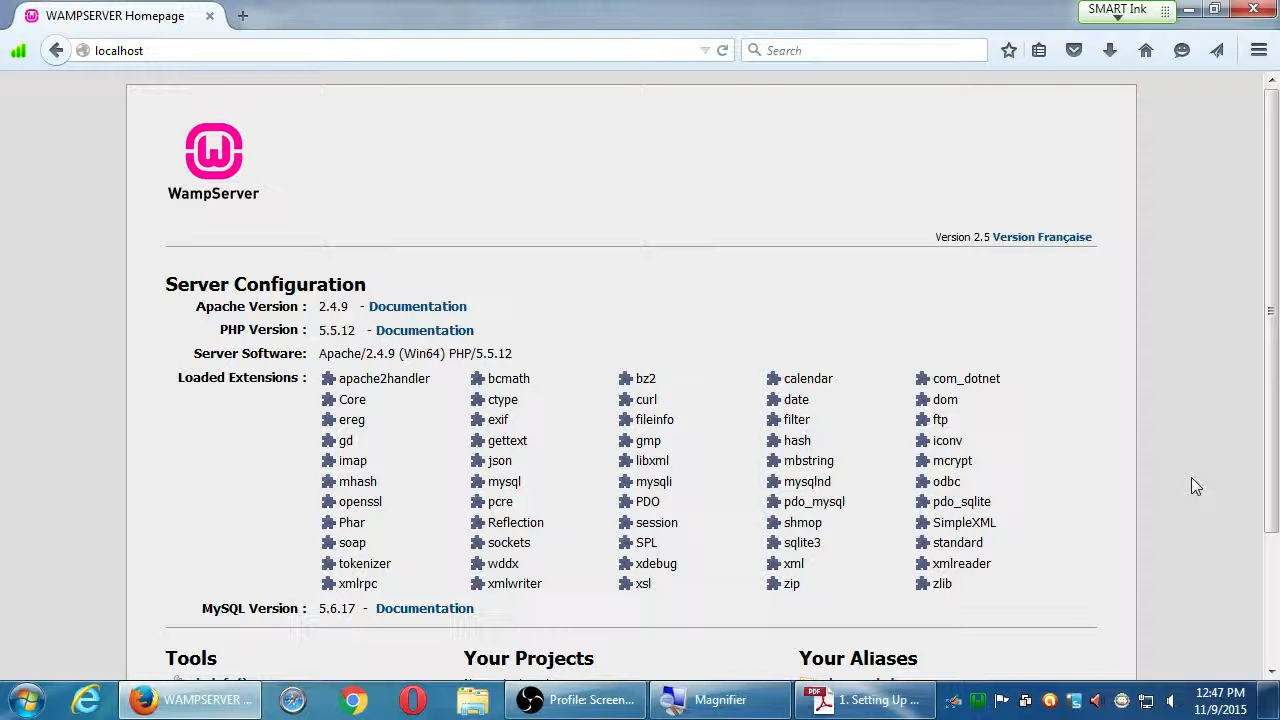 WAMPSERVER Homepage
SMART Ink
localhost
Search
WampServer
Version 2.5 Version Française
Server Configuration
Apache Version : 2.4.9 - Documentation
PHP Version : 5.5.12 - Documentation
Server Software: Apache/2.4.9 (Win64) PHP/5.5.12
Loaded Extensions : apache2handler bcmath bz2 calendar com_dotnet
Core ctype curl date dom
ereg exif fileinfo filter ftp
gd gettext gmp hash iconv
imap json libxml mbstring mcrypt
mhash mysql mysqli mysqlnd odbc
openssl pcre PDO pdo_mysql pdo_sqlite
Phar Reflection session shmop SimpleXML
soap sockets SPL sqlite3 standard
tokenizer wddx xdebug xml xmlreader
xmlrpc xmlwriter xsl zip zlib
MySQL Version : 5.6.17 - Documentation
Tools Your Projects Your Aliases
WAMPSERVER ... Profile: Screen... Magnifier PDF 1. Setting Up ... 12:47 PM
11/9/2015